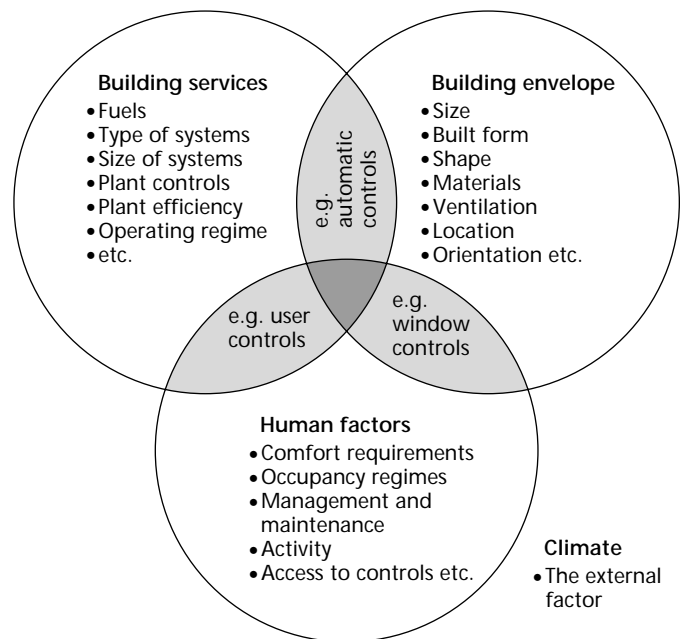 Building services
• Fuels
• Type of systems
• Size of systems
• Plant controls
• Plant efficiency
• Operating regime
• etc.
Building envelope
• Size
• Built form
• Shape
• Materials
• Ventilation
• Location
• Orientation etc.
e.g.
automatic
controls
e.g. user
controls
e.g.
window
controls
Human factors
• Comfort requirements
• Occupancy regimes
• Management and
maintenance
• Activity
• Access to controls etc.
Climate
• The external
factor